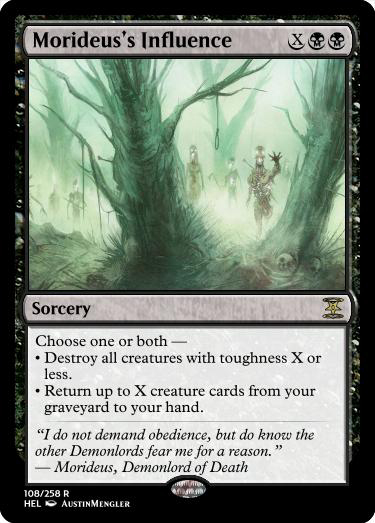 Morideus's Influence X
Sorcery
Choose one or both —
• Destroy all creatures with toughness X or
less.
• Return up to X creature cards from your
graveyard to your hand.
“I do not demand obedience, but do know the
other Demonlords fear me for a reason.”
— Morideus, Demonlord of Death
108/258 R
HEL AustinMengler